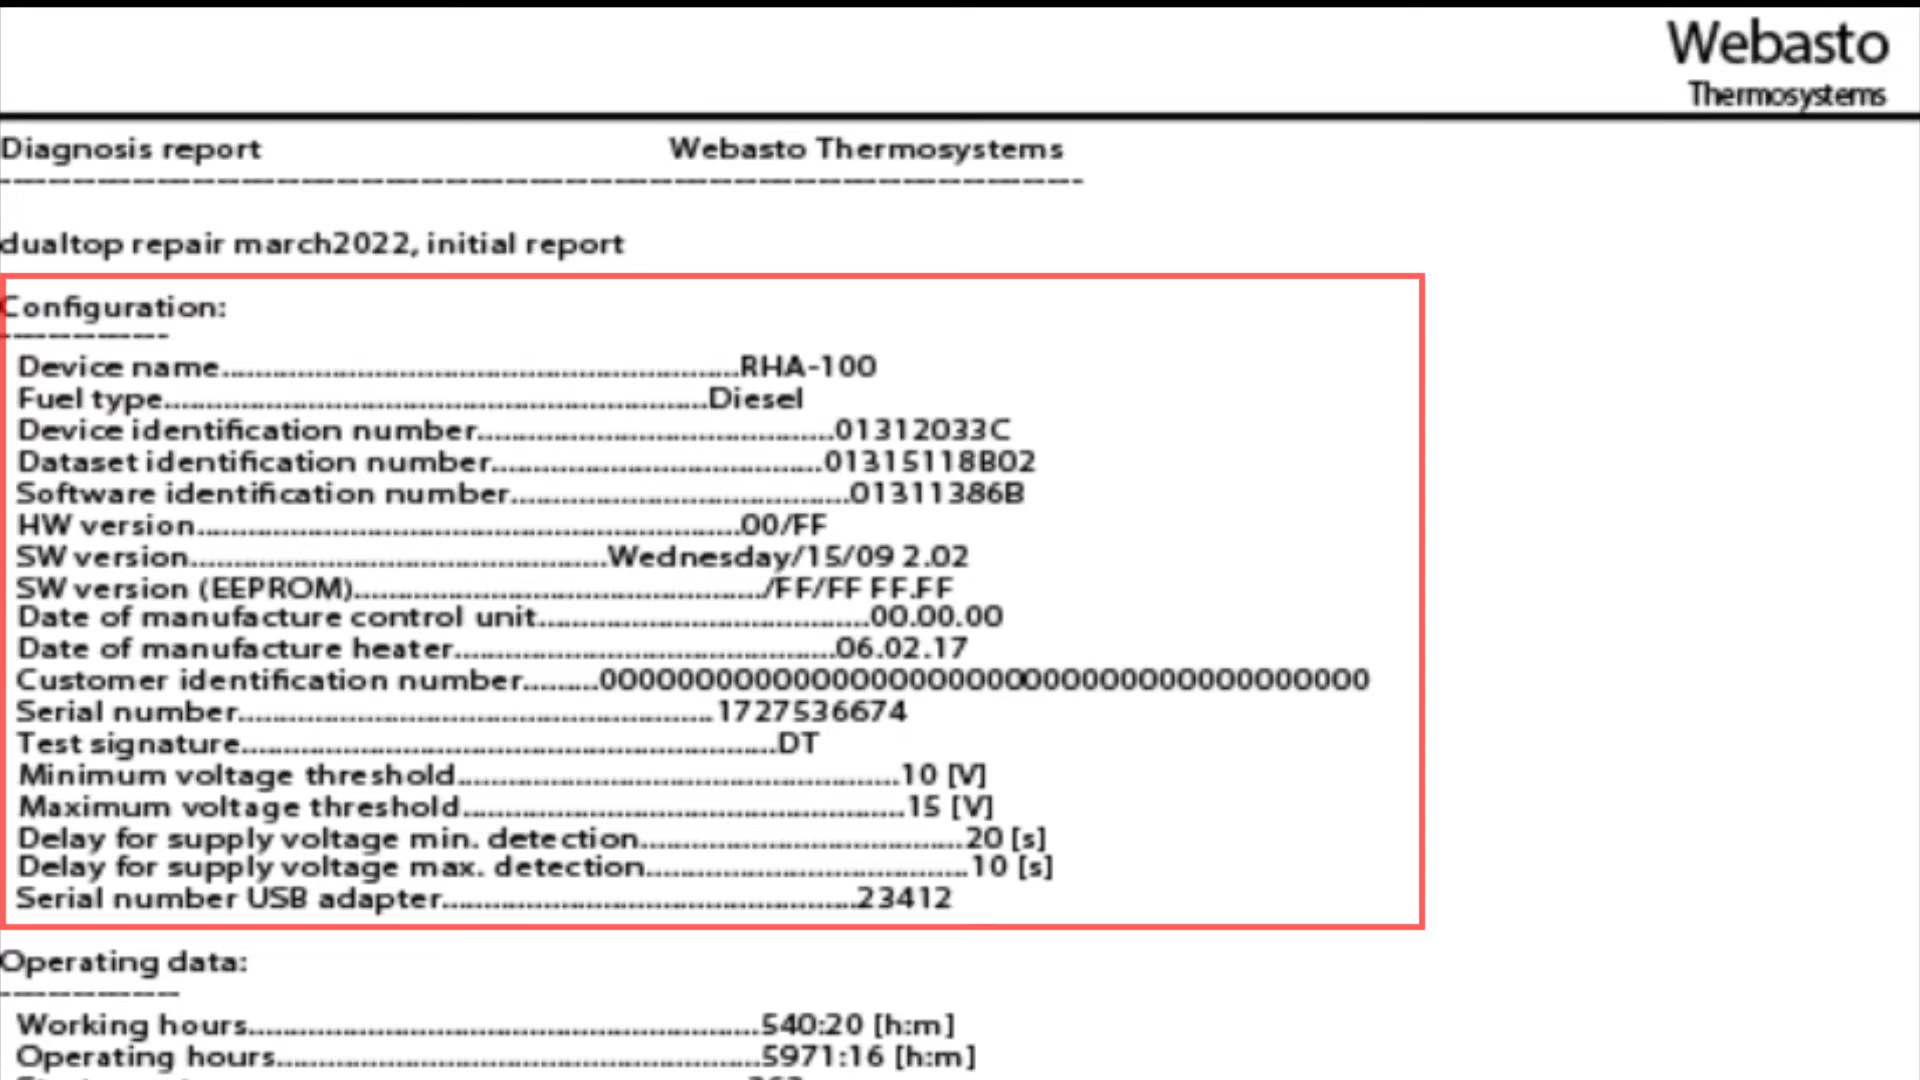 Webasto
Thermosystems
Diagnosis report Webasto Thermosystems
dualtop repair march2022, initial report
Configuration:
Device name..........RHA-100
Fuel type..........Diesel
Device identification number..........01312033C
Dataset identification number..........01315118B02
Software identification number..........01311386B
HW version..........00/FF
SW version..........Wednesday/15/09 2.02
SW version (EEPROM)........../FF/FF FF.FF
Date of manufacture control unit..........00.00.00
Date of manufacture heater..........06.02.17
Customer identification number.........0000000000000000000000000000000000000000
Serial number..........1727536674
Test signature..........DT
Minimum voltage threshold..........10 [V]
Maximum voltage threshold..........15 [V]
Delay for supply voltage min. detection..........20 [s]
Delay for supply voltage max. detection..........10 [s]
Serial number USB adapter..........23412
Operating data:
Working hours..........540:20 [h:m]
Operating hours..........5971:16 [h:m]